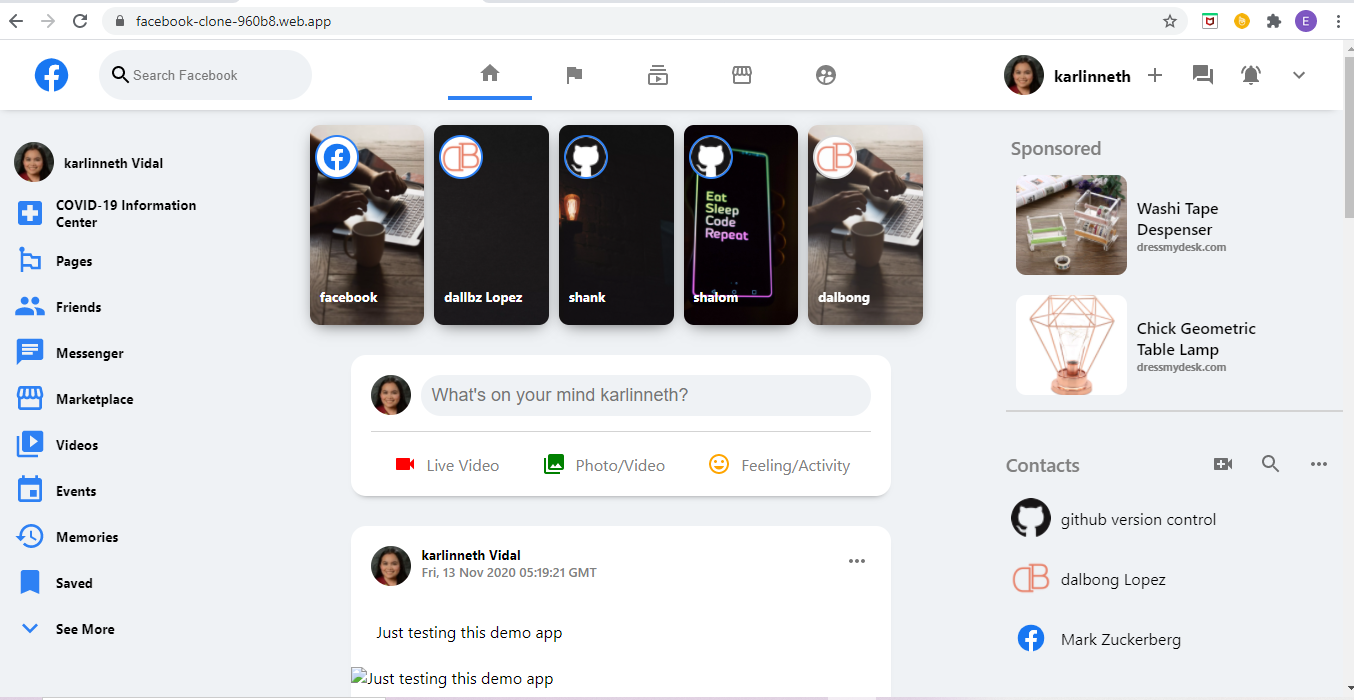 facebook-clone-960b8.web.app
E
Search Facebook
karlinneth
karlinneth Vidal
COVID-19 Information
Center
Pages
Friends
Messenger
Marketplace
Videos
Events
Memories
Saved
See More
facebook
dallbz Lopez
shank
Eat
Sleep
Code
Repeat
shalom
dalbong
What's on your mind karlinneth?
Live Video
Photo/Video
Feeling/Activity
karlinneth Vidal
Fri, 13 Nov 2020 05:19:21 GMT
Just testing this demo app
Just testing this demo app
Sponsored
Washi Tape
Despenser
dressmydesk.com
Chick Geometric
Table Lamp
dressmydesk.com
Contacts
github version control
dalbong Lopez
Mark Zuckerberg